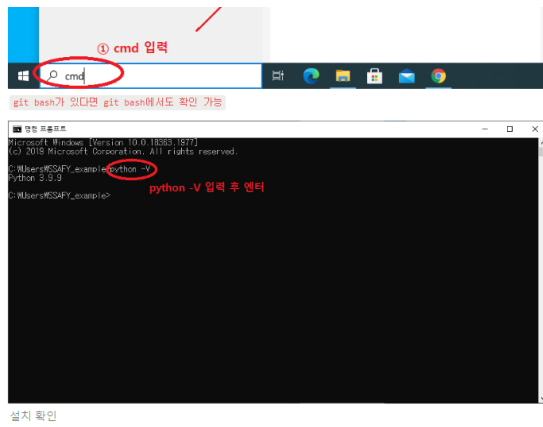 ① cmd 입력
cmd
git bash가 있다면 git bash에서도 확인 가능
명령 프롬프트
Microsoft Windows [Version 10.0.18363.1977]
(c) 2019 Microsoft Corporation. All rights reserved.
C:₩Users₩SSAFY_example>python -V
Python 3.9.9
python -V 입력 후 엔터
C:₩Users₩SSAFY_example>
설치 확인